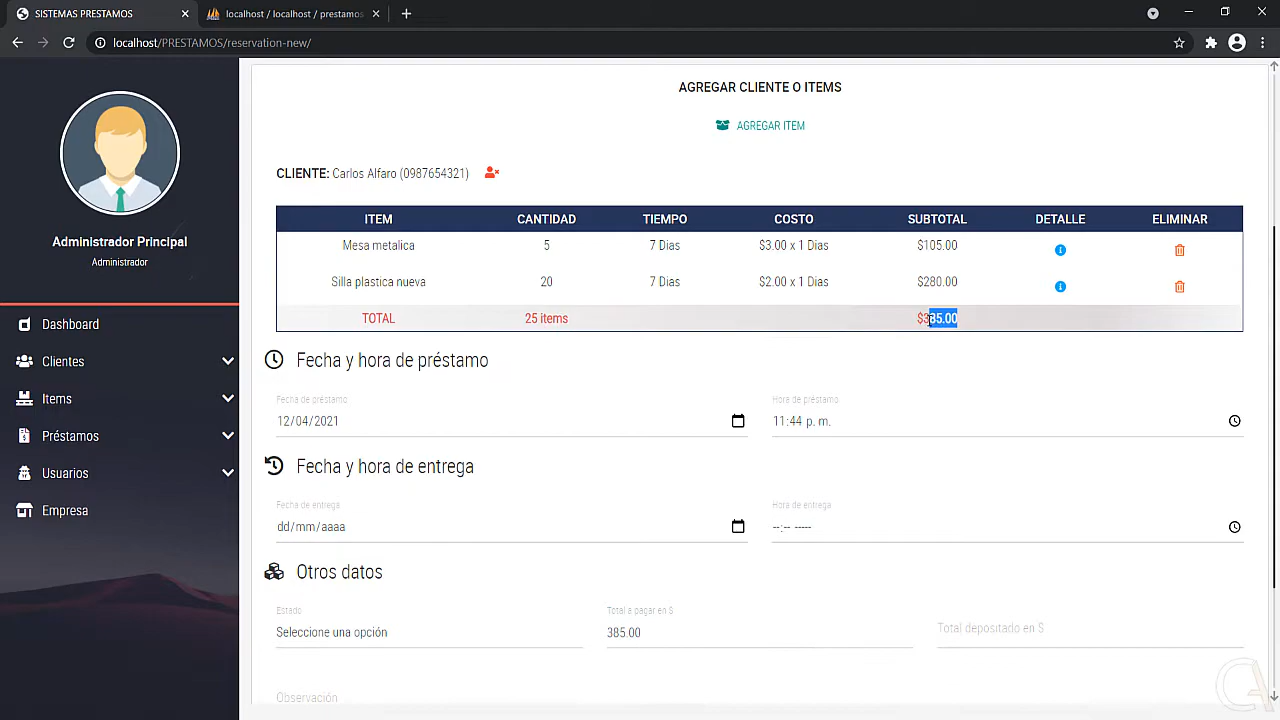 SISTEMAS PRESTAMOS
localhost / localhost / prestamos
localhost/PRESTAMOS/reservation-new/
Administrador Principal
Administrador
Dashboard
Clientes
Items
Préstamos
Usuarios
Empresa
AGREGAR CLIENTE O ITEMS
AGREGAR ITEM
CLIENTE: Carlos Alfaro (0987654321)
ITEM CANTIDAD TIEMPO COSTO SUBTOTAL DETALLE ELIMINAR
Mesa metalica 5 7 Dias $3.00 x 1 Dias $105.00
Silla plastica nueva 20 7 Dias $2.00 x 1 Dias $280.00
TOTAL 25 items $385.00
Fecha y hora de préstamo
Fecha de préstamo Hora de préstamo
12/04/2021 11:44 p. m.
Fecha y hora de entrega
Fecha de entrega Hora de entrega
dd/mm/aaaa --:-- -----
Otros datos
Estado Total a pagar en $
Seleccione una opción 385.00 Total depositado en $
Observación
CA